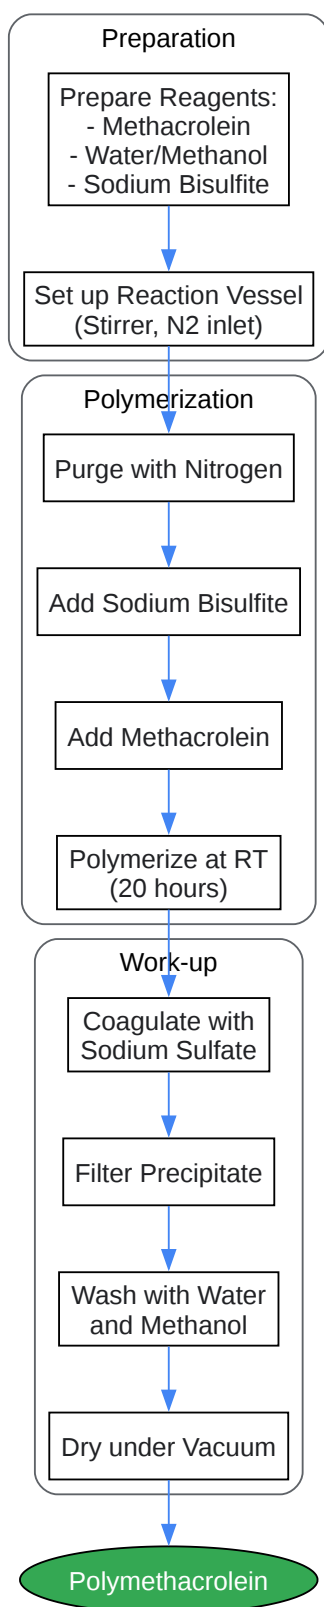 Preparation
Prepare Reagents:
- Methacrolein
- Water/Methanol
- Sodium Bisulfite
Set up Reaction Vessel
(Stirrer, N2 inlet)
Polymerization
Purge with Nitrogen
Add Sodium Bisulfite
Add Methacrolein
Polymerize at RT
(20 hours)
Work-up
Coagulate with
Sodium Sulfate
Filter Precipitate
Wash with Water
and Methanol
Dry under Vacuum
Polymethacrolein